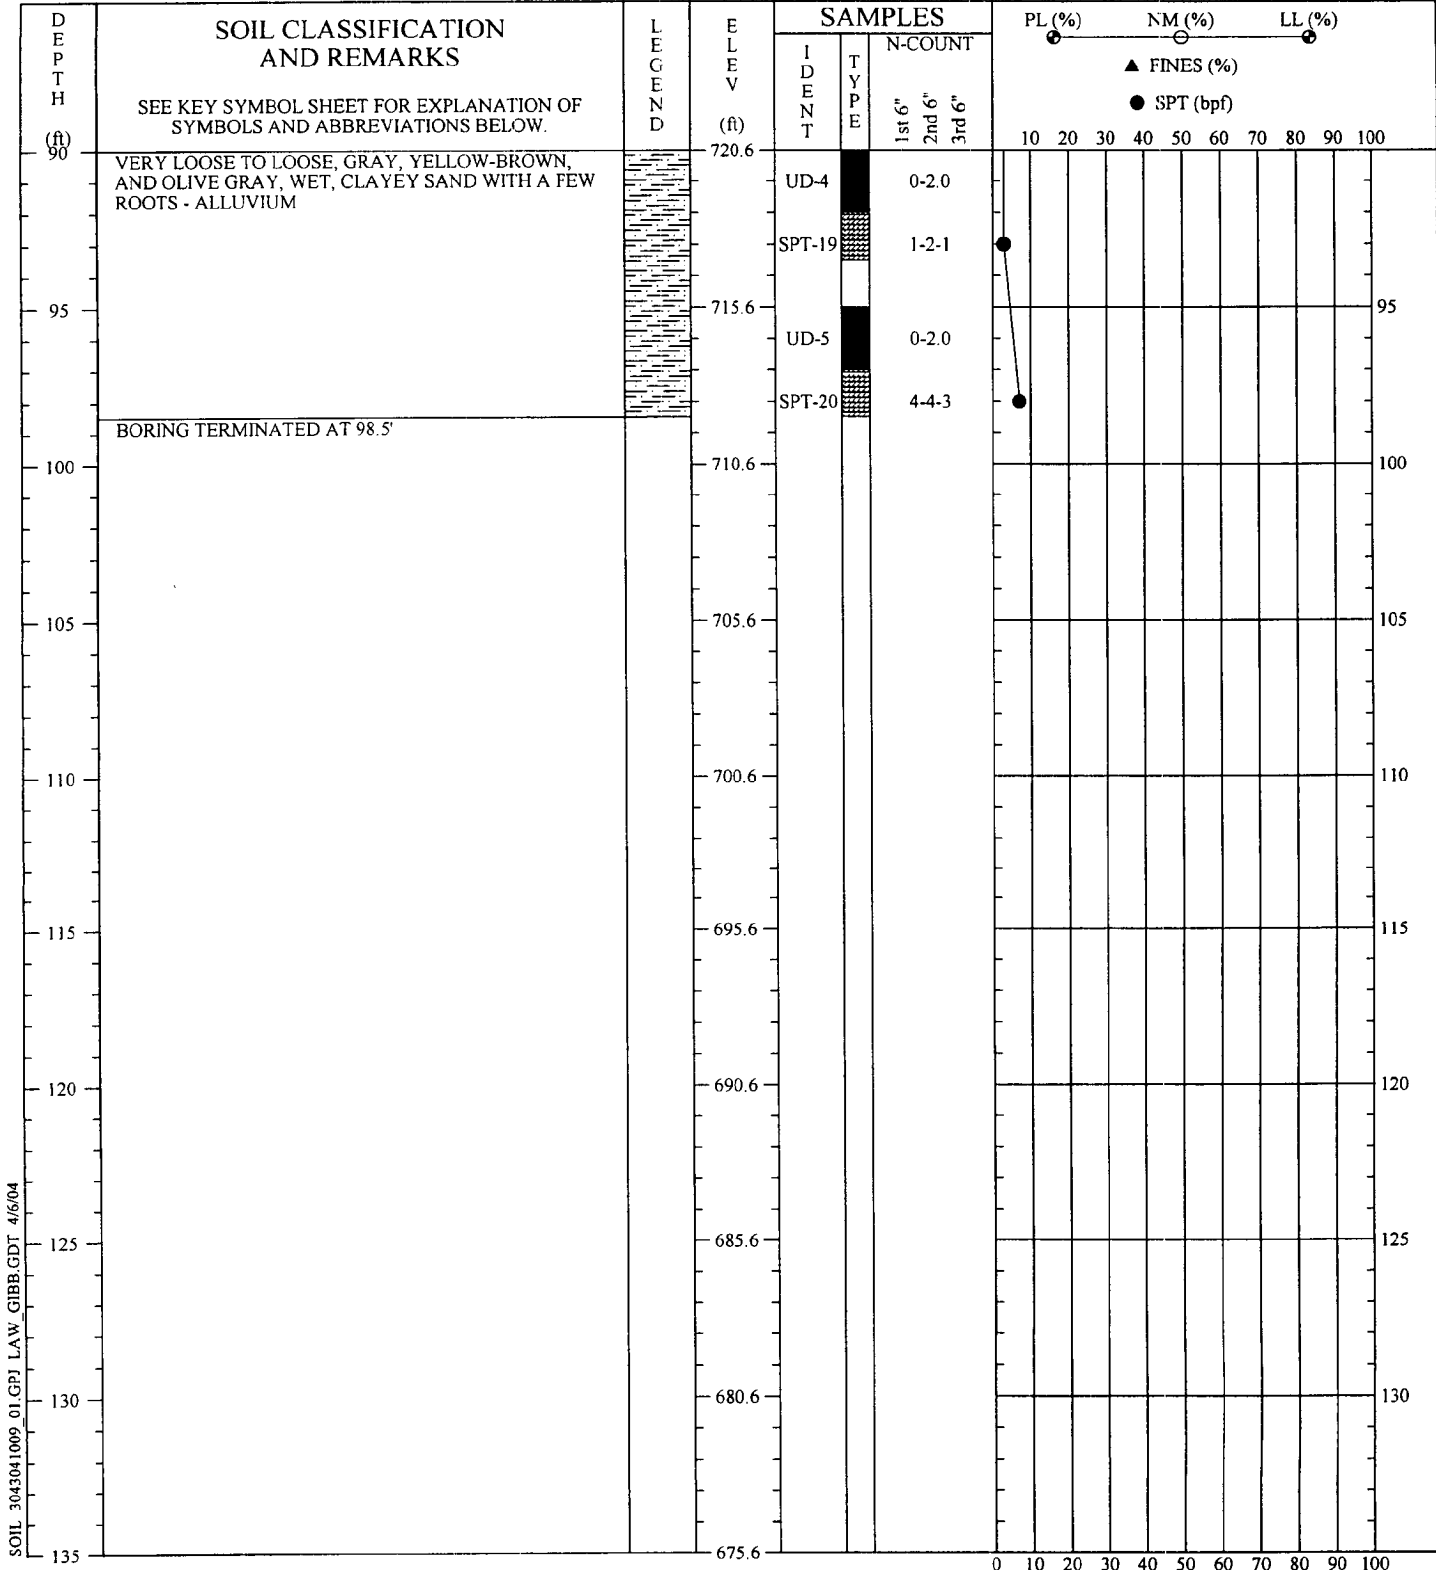 DEPTH
(ft)
SOIL CLASSIFICATION
AND REMARKS
SEE KEY SYMBOL SHEET FOR EXPLANATION OF
SYMBOLS AND ABBREVIATIONS BELOW.
LEGEND
ELEV
(ft)
SAMPLES
IDENT
TYPE
N-COUNT
1st 6"
2nd 6"
3rd 6"
PL (%) NM (%) LL (%)
▲ FINES (%)
● SPT (bpf)
10 20 30 40 50 60 70 80 90 100
90 720.6
VERY LOOSE TO LOOSE, GRAY, YELLOW-BROWN,
AND OLIVE GRAY, WET, CLAYEY SAND WITH A FEW
ROOTS - ALLUVIUM
UD-4 0-2.0
SPT-19 1-2-1
95 715.6 95
UD-5 0-2.0
SPT-20 4-4-3
BORING TERMINATED AT 98.5'
100 710.6 100
105 705.6 105
110 700.6 110
115 695.6 115
120 690.6 120
125 685.6 125
130 680.6 130
135 675.6
0 10 20 30 40 50 60 70 80 90 100
SOIL 3043041009_01.GPJ LAW_GIBB.GDT 4/6/04